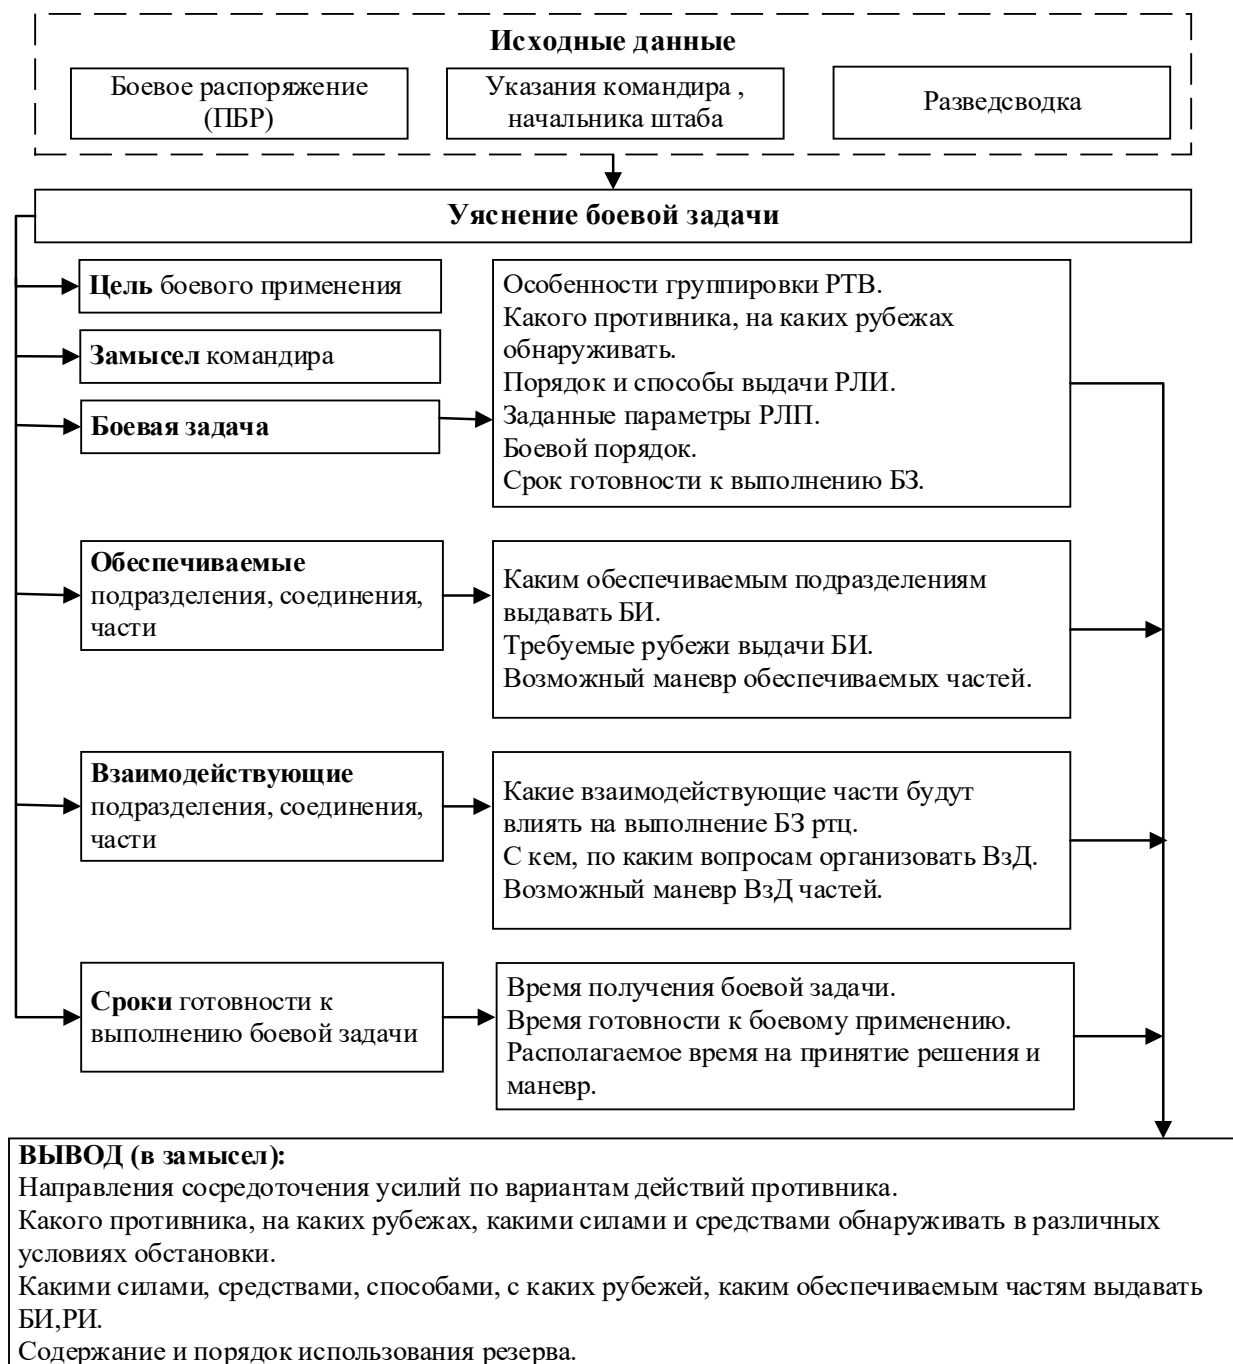 Исходные данные
Боевое распоряжение
(ПБР)
Указания командира ,
начальника штаба
Разведсводка
Уяснение боевой задачи
Цель боевого применения
Замысел командира
Боевая задача
Особенности группировки РТВ.
Какого противника, на каких рубежах
обнаруживать.
Порядок и способы выдачи РЛИ.
Заданные параметры РЛП.
Боевой порядок.
Срок готовности к выполнению БЗ.
Обеспечиваемые
подразделения, соединения,
части
Каким обеспечиваемым подразделениям
выдавать БИ.
Требуемые рубежи выдачи БИ.
Возможный маневр обеспечиваемых частей.
Взаимодействующие
подразделения, соединения,
части
Какие взаимодействующие части будут
влиять на выполнение БЗ ртц.
С кем, по каким вопросам организовать ВзД.
Возможный маневр ВзД частей.
Сроки готовности к
выполнению боевой задачи
Время получения боевой задачи.
Время готовности к боевому применению.
Располагаемое время на принятие решения и
маневр.
ВЫВОД (в замысел):
Направления сосредоточения усилий по вариантам действий противника.
Какого противника, на каких рубежах, какими силами и средствами обнаруживать в различных
условиях обстановки.
Какими силами, средствами, способами, с каких рубежей, каким обеспечиваемым частям выдавать
БИ,РИ.
Содержание и порядок использования резерва.